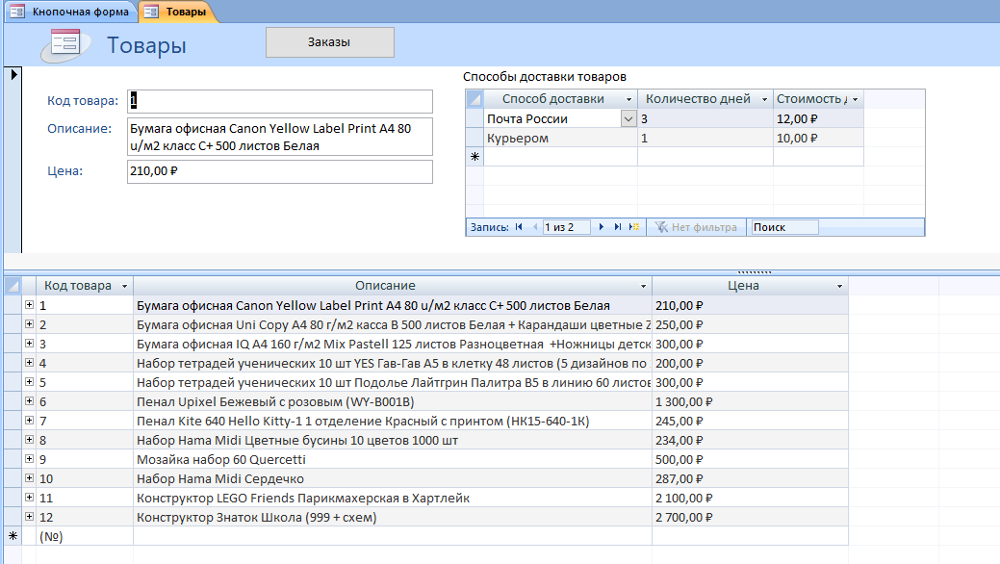 Кнопочная форма
Товары
Товары
Заказы
Код товара: 1
Описание: Бумага офисная Canon Yellow Label Print A4 80
u/м2 класс C+ 500 листов Белая
Цена: 210,00 ₽
Способы доставки товаров
Способ доставки Количество дней Стоимость д
Почта России 3 12,00 ₽
Курьером 1 10,00 ₽
Запись: 1 из 2 Нет фильтра Поиск
Код товара Описание Цена
1 Бумага офисная Canon Yellow Label Print A4 80 u/м2 класс C+ 500 листов Белая 210,00 ₽
2 Бумага офисная Uni Copy A4 80 г/м2 касса B 500 листов Белая + Карандаши цветные Z 250,00 ₽
3 Бумага офисная IQ A4 160 г/м2 Mix Pastell 125 листов Разноцветная +Ножницы детск 300,00 ₽
4 Набор тетрадей ученических 10 шт YES Гав-Гав А5 в клетку 48 листов (5 дизайнов по 200,00 ₽
5 Набор тетрадей ученических 10 шт Подолье Лайтгрин Палитра В5 в линию 60 листов 300,00 ₽
6 Пенал Upixel Бежевый с розовым (WY-B001B) 1 300,00 ₽
7 Пенал Kite 640 Hello Kitty-1 1 отделение Красный с принтом (HK15-640-1К) 245,00 ₽
8 Набор Hama Midi Цветные бусины 10 цветов 1000 шт 234,00 ₽
9 Мозайка набор 60 Quercetti 500,00 ₽
10 Набор Hama Midi Сердечко 287,00 ₽
11 Конструктор LEGO Friends Парикмахерская в Хартлейк 2 100,00 ₽
12 Конструктор Знаток Школа (999 + схем) 2 700,00 ₽
(№)